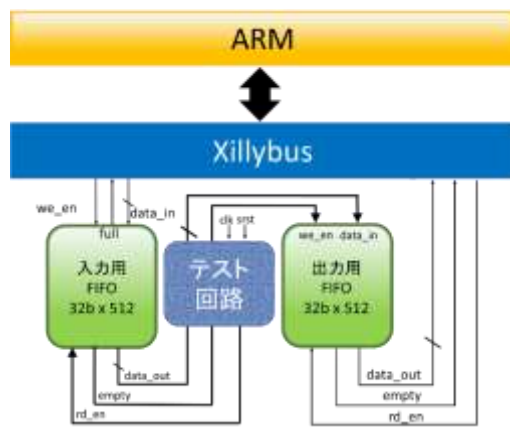 ARM
Xillybus
we_en
data_in
full
clk srst
we_en data_in
入力用
FIFO
32b x 512
テスト
回路
出力用
FIFO
32b x 512
data_out
empty
rd_en
data_out
empty
rd_en